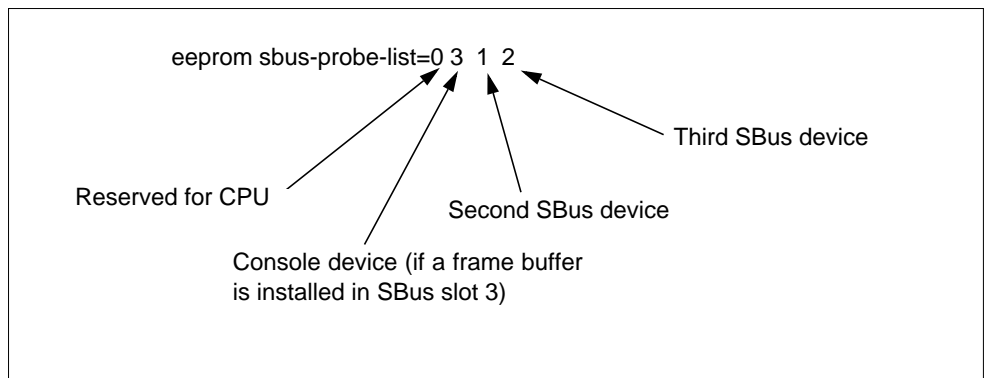 eeprom sbus-probe-list=0 3 1 2
Third SBus device
Reserved for CPU
Second SBus device
Console device (if a frame buffer
is installed in SBus slot 3)